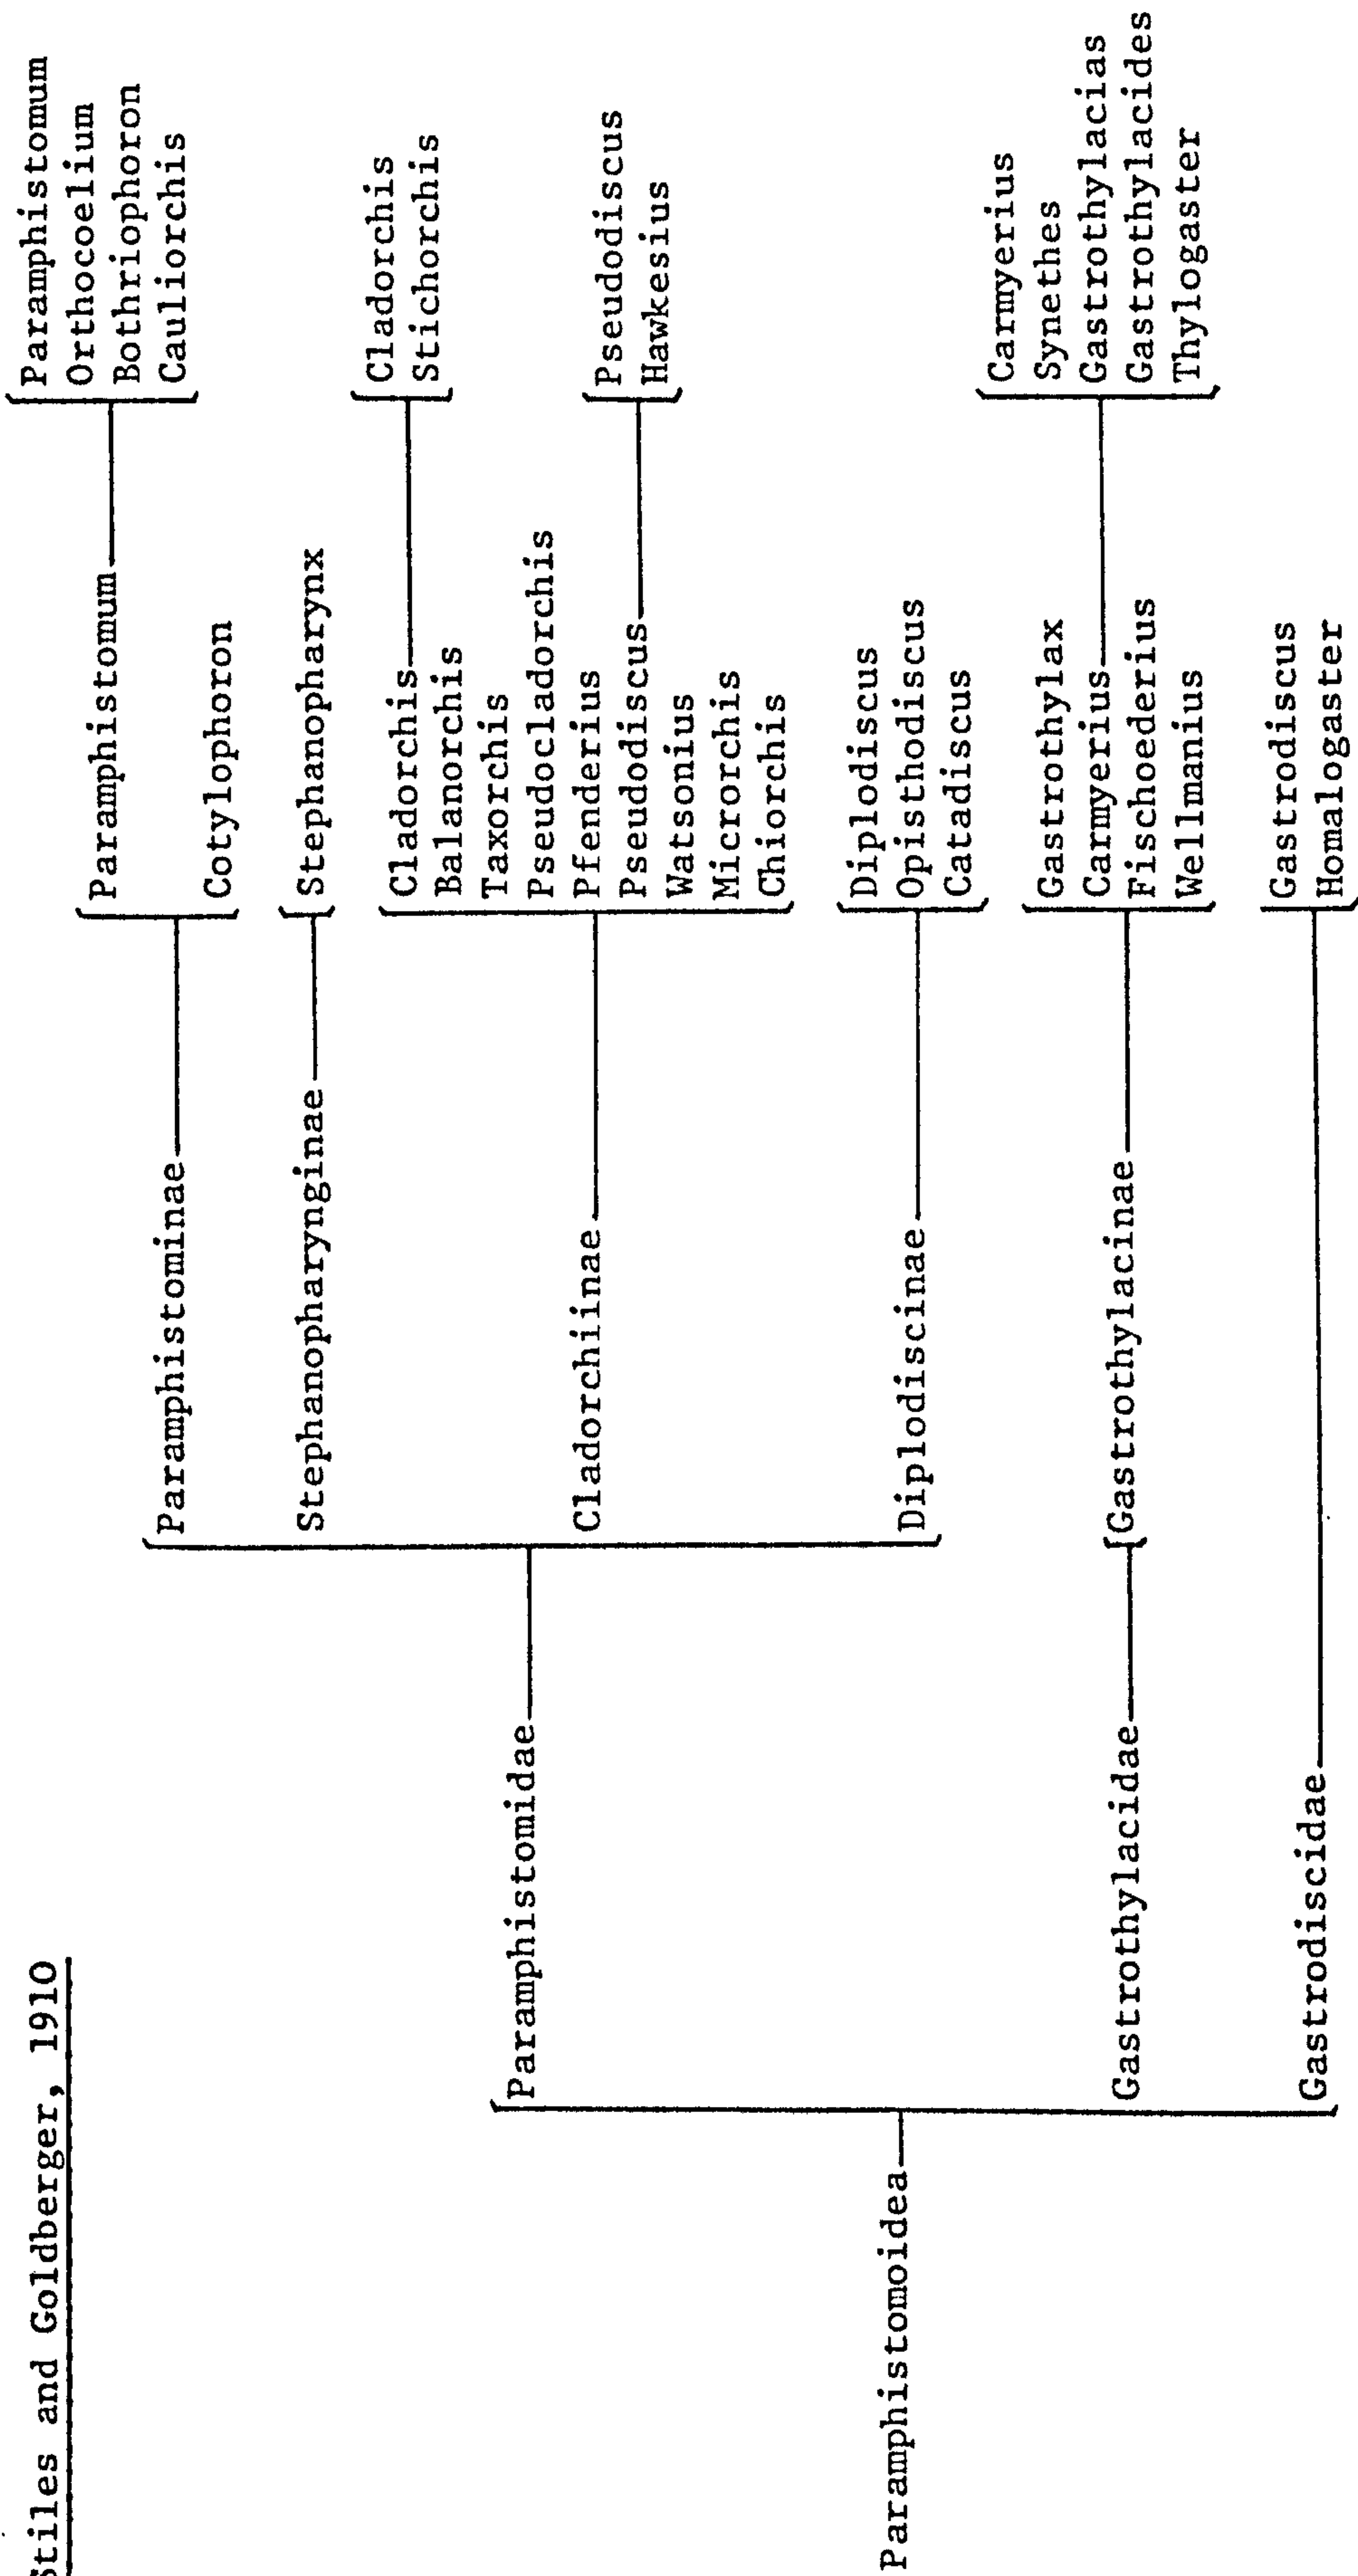 Stiles and Goldberger, 1910
Paramphistomoidea
Paramphistomidae
Paramphistominae
Paramphistomum
Paramphistomum
Orthocoelium
Bothriophoron
Cauliorchis
Cotylophoron
Stephanopharynginae
Stephanopharynx
Cladorchiinae
Cladorchis
Cladorchis
Stichorchis
Balanorchis
Taxorchis
Pseudocladorchis
Pfenderius
Pseudodiscus
Pseudodiscus
Hawkesius
Watsonius
Microrchis
Chiorchis
Diplodiscinae
Diplodiscus
Opisthodiscus
Catadiscus
Gastrothylacidae
Gastrothylacinae
Gastrothylax
Carmyerius
Carmyerius
Synethes
Gastrothylacias
Gastrothylacides
Thylogaster
Fischoederius
Wellmanius
Gastrodiscidae
Gastrodiscus
Homalogaster